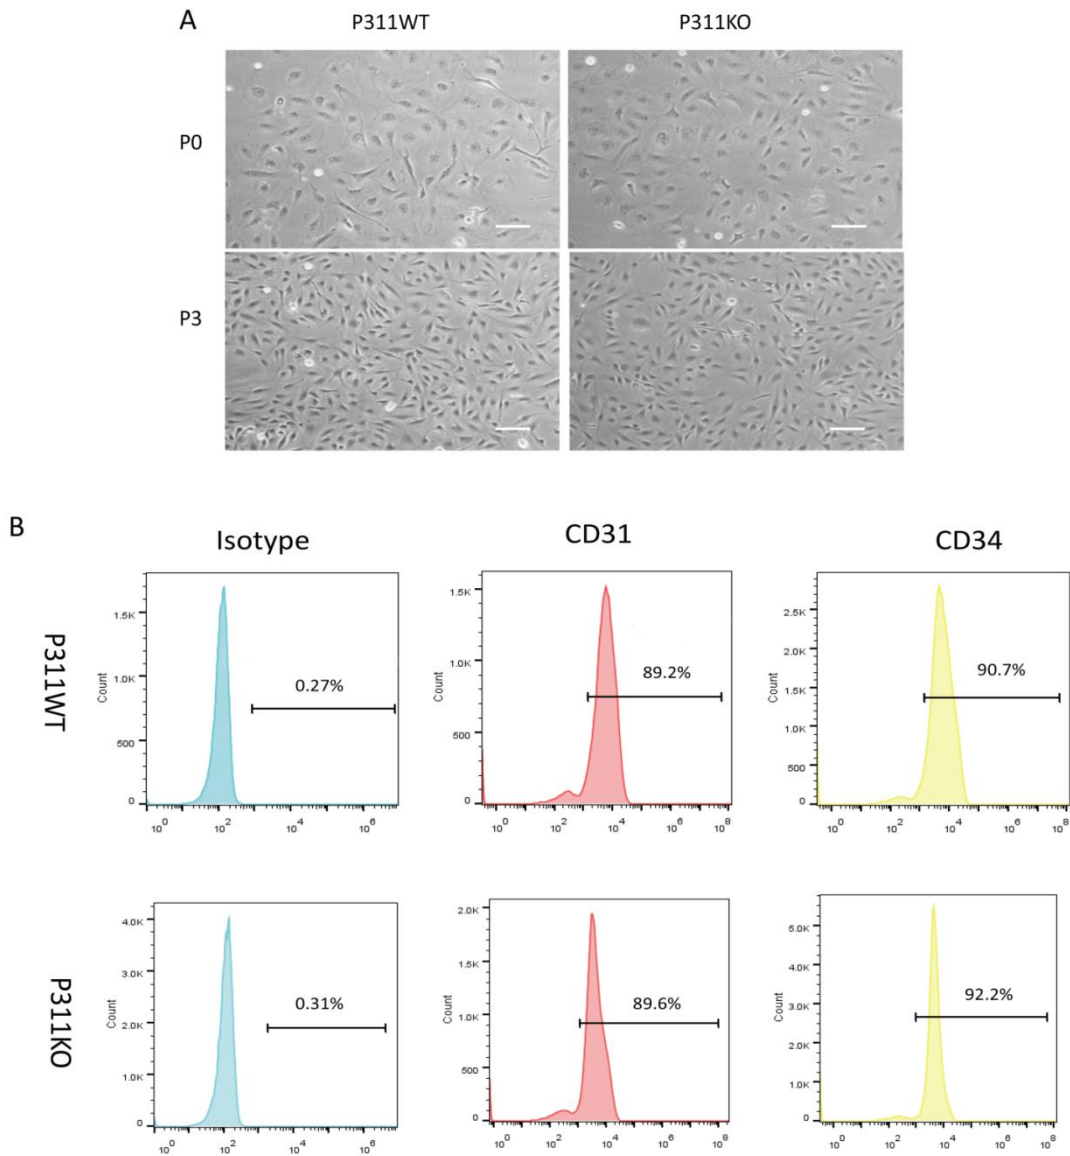 A
P311WT
P311KO
P0
P3
B
Isotype
CD31
CD34
P311WT
Count
1.5K
1.0K
500
0
0.27%
10^0
10^2
10^4
10^6
Count
1.5K
1.0K
500
0
89.2%
10^0
10^2
10^4
10^6
10^8
Count
2.5K
2.0K
1.5K
1.0K
500
0
90.7%
10^0
10^2
10^4
10^6
10^8
P311KO
Count
4.0K
3.0K
2.0K
1.0K
0
0.31%
10^0
10^2
10^4
10^6
Count
2.0K
1.5K
1.0K
500
0
89.6%
10^0
10^2
10^4
10^6
10^8
Count
5.0K
4.0K
3.0K
2.0K
1.0K
0
92.2%
10^0
10^2
10^4
10^6
10^8